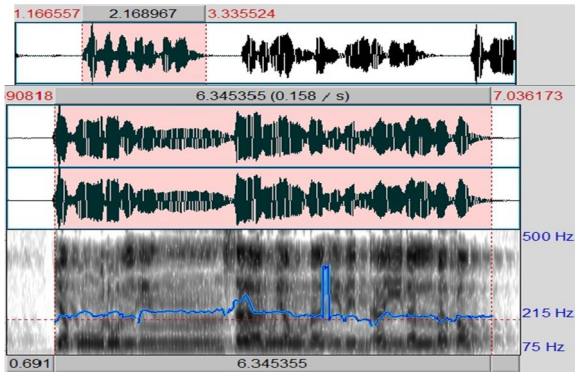 1.166557 2.168967 3.335524
90818 6.345355 (0.158 / s) 7.036173
500 Hz
215 Hz
75 Hz
0.691 6.345355